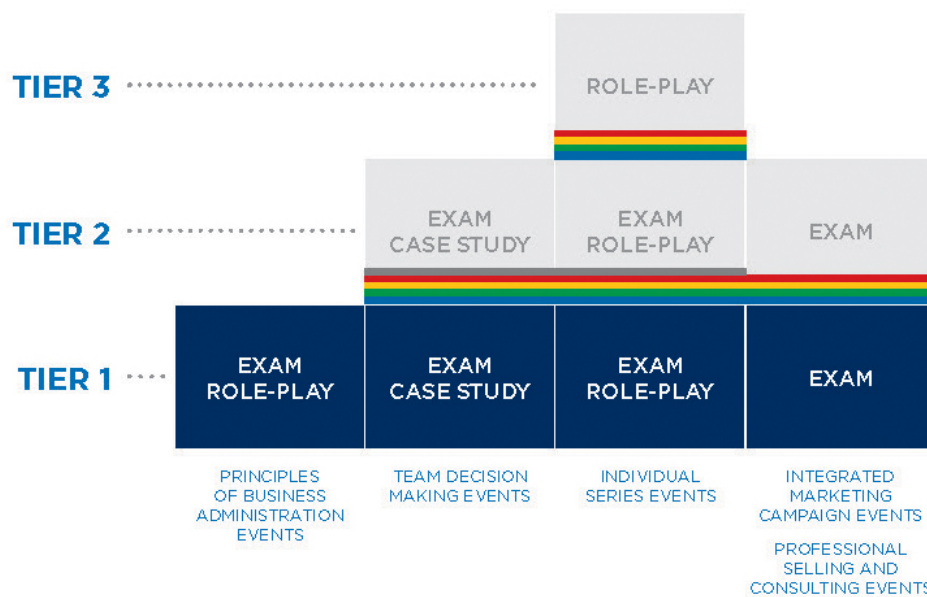 TIER 3
ROLE-PLAY
TIER 2
EXAM
CASE STUDY
EXAM
ROLE-PLAY
EXAM
TIER 1
EXAM
ROLE-PLAY
EXAM
CASE STUDY
EXAM
ROLE-PLAY
EXAM
PRINCIPLES
OF BUSINESS
ADMINISTRATION
EVENTS
TEAM DECISION
MAKING EVENTS
INDIVIDUAL
SERIES EVENTS
INTEGRATED
MARKETING
CAMPAIGN EVENTS
PROFESSIONAL
SELLING AND
CONSULTING EVENTS